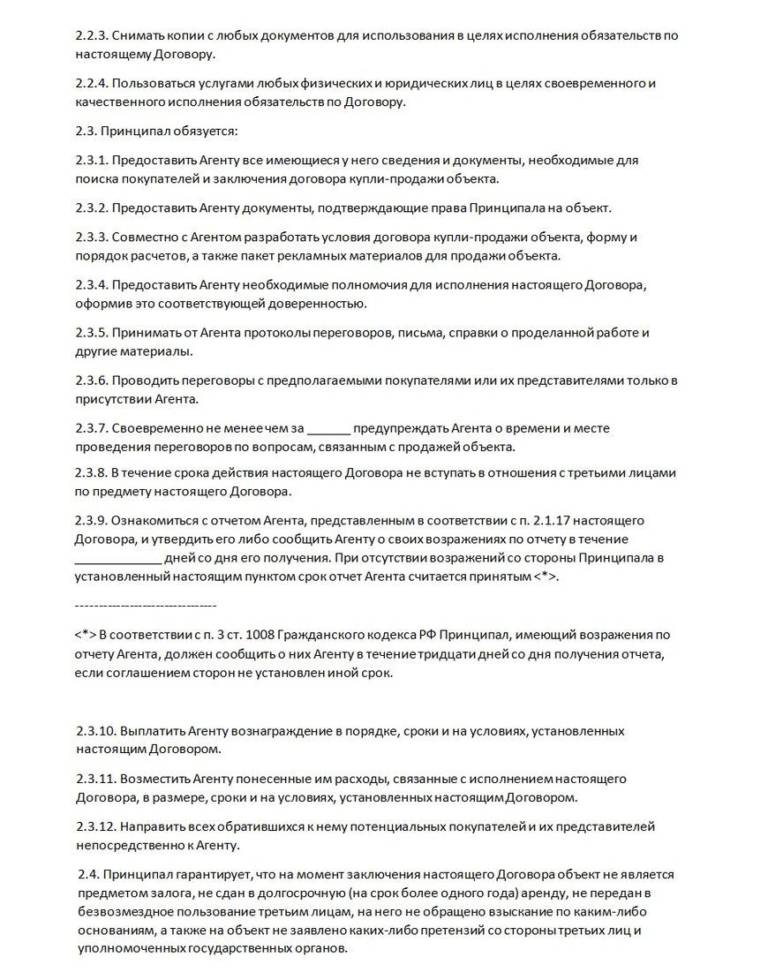 2.2.3. Снимать копии с любых документов для использования в целях исполнения обязательств по
настоящему Договору.
2.2.4. Пользоваться услугами любых физических и юридических лиц в целях своевременного и
качественного исполнения обязательств по Договору.
2.3. Принципал обязуется:
2.3.1. Предоставить Агенту все имеющиеся у него сведения и документы, необходимые для
поиска покупателей и заключения договора купли-продажи объекта.
2.3.2. Предоставить Агенту документы, подтверждающие права Принципала на объект.
2.3.3. Совместно с Агентом разработать условия договора купли-продажи объекта, форму и
порядок расчетов, а также пакет рекламных материалов для продажи объекта.
2.3.4. Предоставить Агенту необходимые полномочия для исполнения настоящего Договора,
оформив это соответствующей доверенностью.
2.3.5. Принимать от Агента протоколы переговоров, письма, справки о проделанной работе и
другие материалы.
2.3.6. Проводить переговоры с предполагаемыми покупателями или их представителями только в
присутствии Агента.
2.3.7. Своевременно не менее чем за ______ предупреждать Агента о времени и месте
проведения переговоров по вопросам, связанным с продажей объекта.
2.3.8. В течение срока действия настоящего Договора не вступать в отношения с третьими лицами
по предмету настоящего Договора.
2.3.9. Ознакомиться с отчетом Агента, представленным в соответствии с п. 2.1.17 настоящего
Договора, и утвердить его либо сообщить Агенту о своих возражениях по отчету в течение
____________ дней со дня его получения. При отсутствии возражений со стороны Принципала в
установленный настоящим пунктом срок отчет Агента считается принятым <*>.
--------------------------------
<*> В соответствии с п. 3 ст. 1008 Гражданского кодекса РФ Принципал, имеющий возражения по
отчету Агента, должен сообщить о них Агенту в течение тридцати дней со дня получения отчета,
если соглашением сторон не установлен иной срок.
2.3.10. Выплатить Агенту вознаграждение в порядке, сроки и на условиях, установленных
настоящим Договором.
2.3.11. Возместить Агенту понесенные им расходы, связанные с исполнением настоящего
Договора, в размере, сроки и на условиях, установленных настоящим Договором.
2.3.12. Направить всех обратившихся к нему потенциальных покупателей и их представителей
непосредственно к Агенту.
2.4. Принципал гарантирует, что на момент заключения настоящего Договора объект не является
предметом залога, не сдан в долгосрочную (на срок более одного года) аренду, не передан в
безвозмездное пользование третьим лицам, на него не обращено взыскание по каким-либо
основаниям, а также на объект не заявлено каких-либо претензий со стороны третьих лиц и
уполномоченных государственных органов.